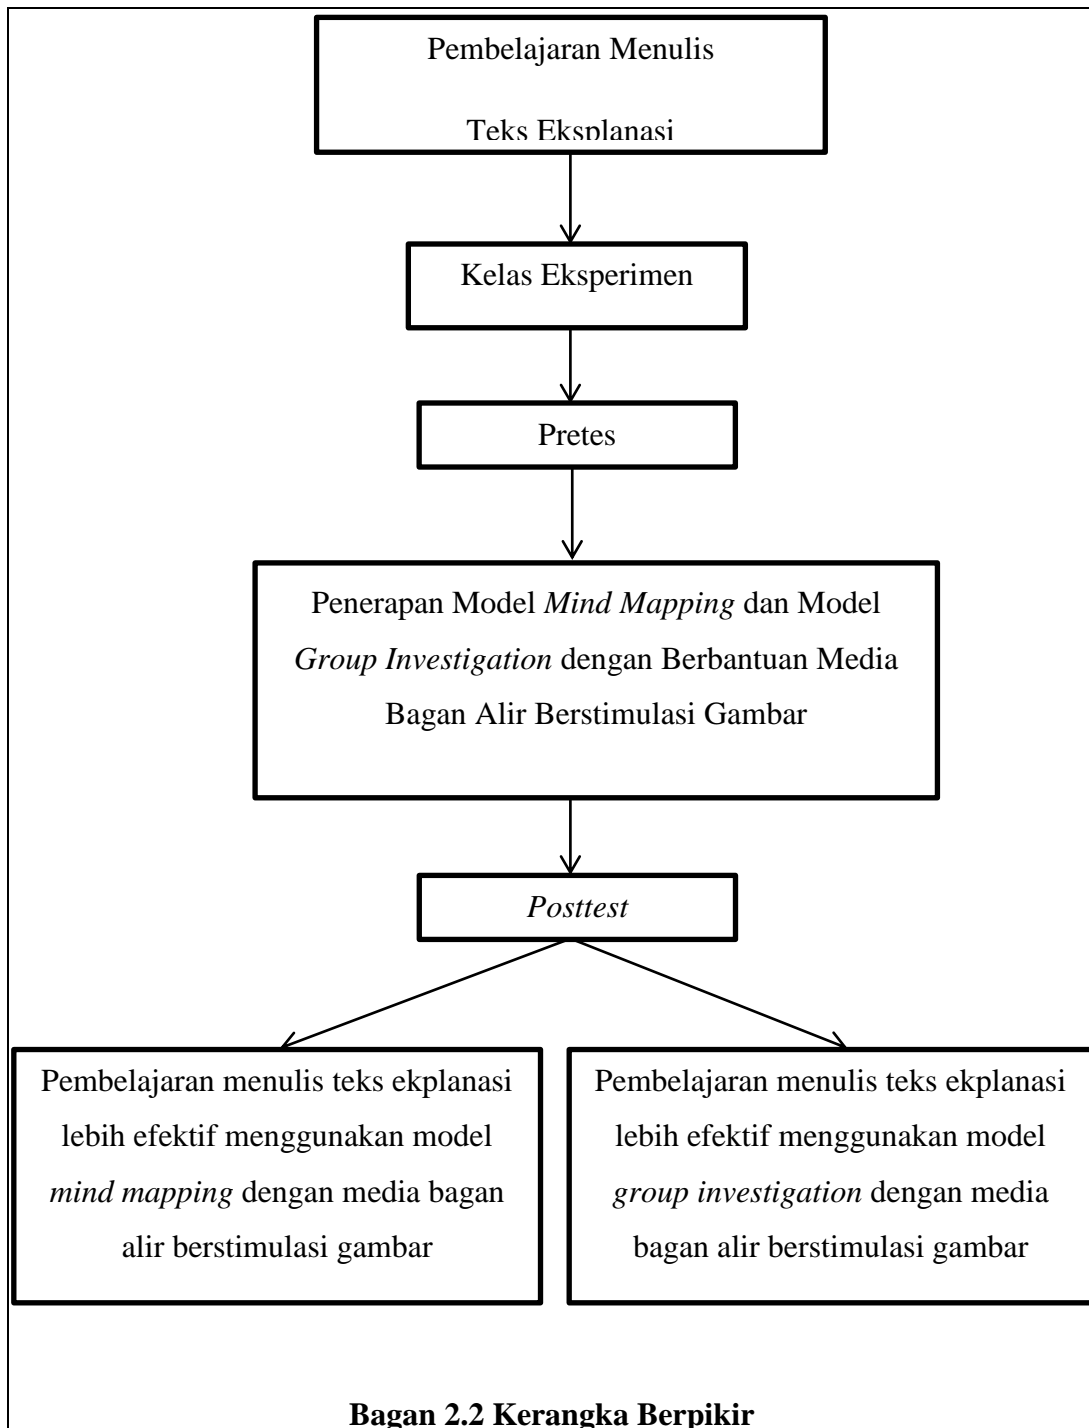 Pembelajaran Menulis
Teks Eksplanasi
Kelas Eksperimen
Pretes
Penerapan Model Mind Mapping dan Model
Group Investigation dengan Berbantuan Media
Bagan Alir Berstimulasi Gambar
Posttest
Pembelajaran menulis teks ekplanasi
lebih efektif menggunakan model
mind mapping dengan media bagan
alir berstimulasi gambar
Pembelajaran menulis teks ekplanasi
lebih efektif menggunakan model
group investigation dengan media
bagan alir berstimulasi gambar
Bagan 2.2 Kerangka Berpikir